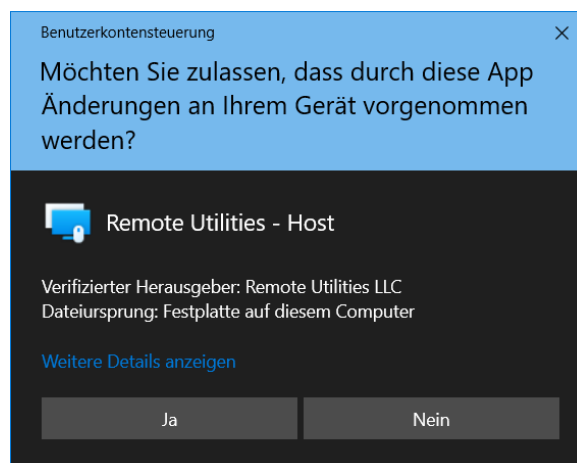 Benutzerkontensteuerung
Möchten Sie zulassen, dass durch diese App
Änderungen an Ihrem Gerät vorgenommen
werden?
Remote Utilities - Host
Verifizierter Herausgeber: Remote Utilities LLC
Dateiursprung: Festplatte auf diesem Computer
Weitere Details anzeigen
Ja
Nein